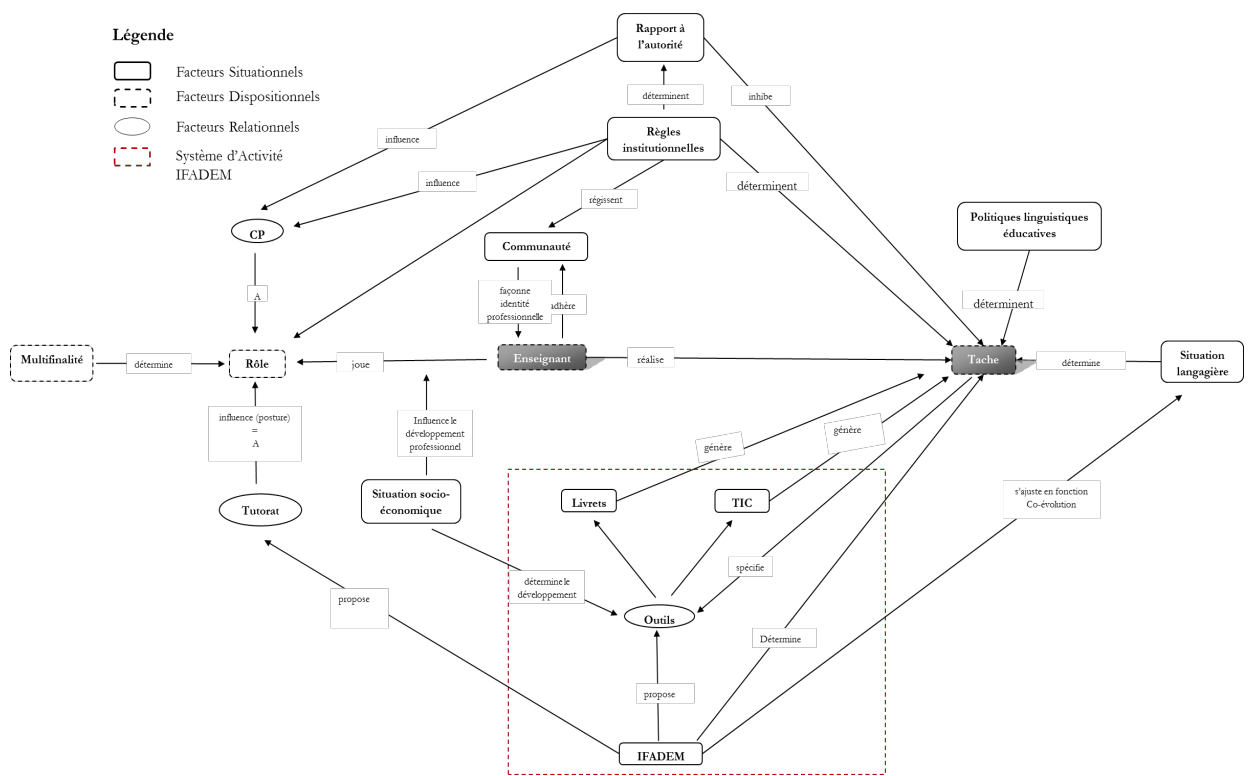 Légende
Facteurs Situationnels
Facteurs Dispositionnels
Facteurs Relationnels
Système d'Activité
IFADEM
Rapport à
l'autorité
déterminent
inhibe
influence
Règles
institutionnelles
influence
déterminent
régissent
Politiques linguistiques
éducatives
CP
Communauté
A
façonne
identité
professionnelle
adhère
déterminent
Multifinalité
détermine
Rôle
joue
Enseignant
réalise
Tache
détermine
Situation
langagière
influence (posture)
=
A
Influence le
développement
professionnel
génère
génère
Tutorat
Situation socio-
économique
Livrets
TIC
s'ajuste en fonction
Co-évolution
spécifie
détermine le
développement
propose
Outils
Détermine
propose
IFADEM